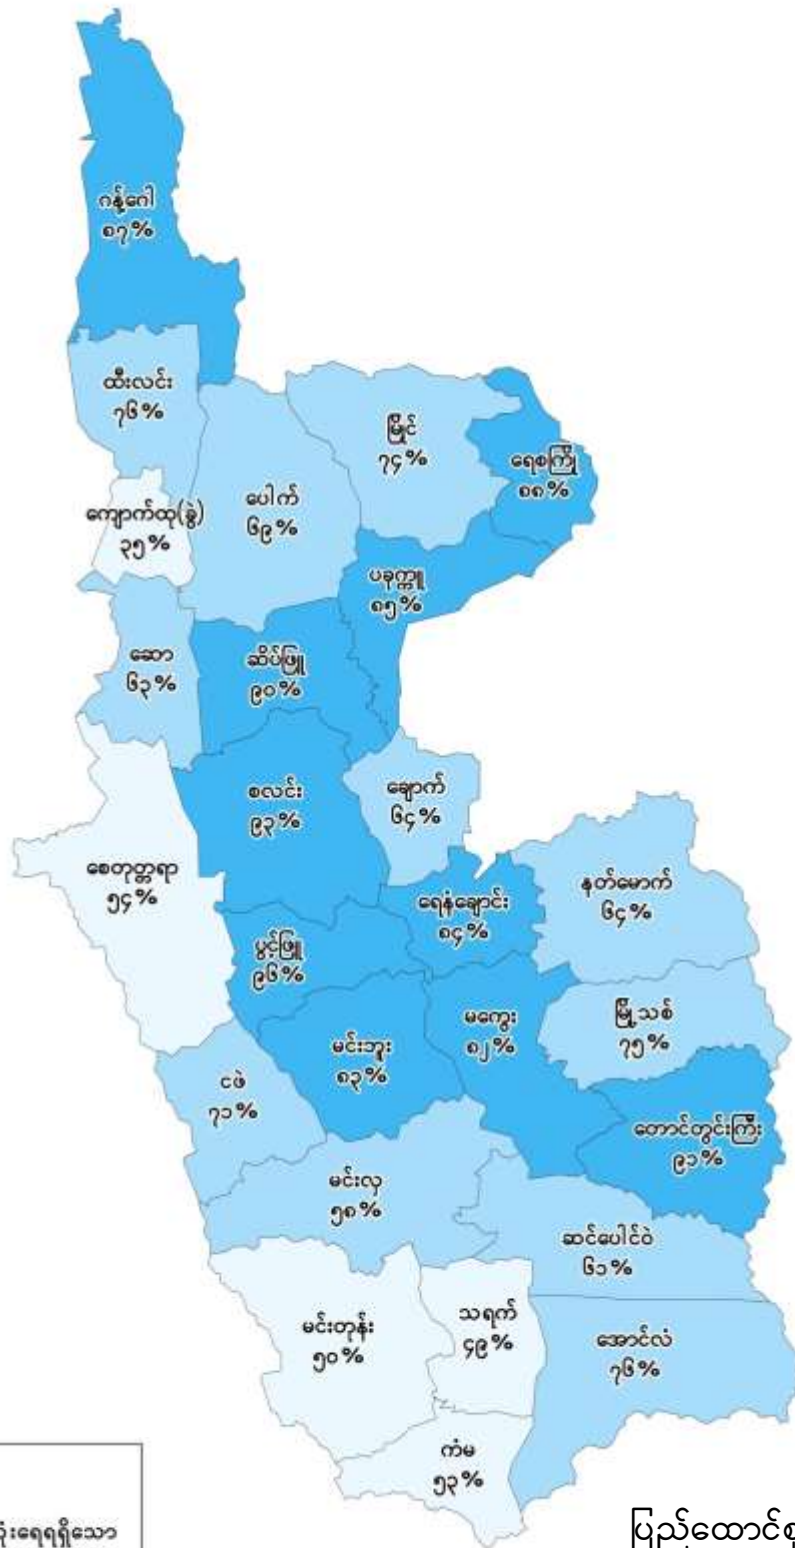 ဂန့်ဂေါ
၈၇%
ထီးလင်း
၇၆%
မြိုင်
၇၄%
ရေစကြို
၈၈%
ကျောက်ထု(ခွဲ)
၃၅%
ပေါက်
၆၉%
ပခုက္ကူ
၈၅%
ဆော
၆၃%
ဆိပ်ဖြူ
၉၀%
စလင်း
၉၃%
ချောက်
၆၄%
စေတုတ္တရာ
၅၄%
ရေနံချောင်း
၈၄%
နတ်မောက်
၆၄%
ပွင့်ဖြူ
၉၆%
မင်းဘူး
၈၃%
မကွေး
၈၂%
မြို့သစ်
၇၅%
ငဖဲ
၇၁%
တောင်တွင်းကြီး
၉၁%
မင်းလှ
၅၈%
ဆင်ပေါင်ဝဲ
၆၁%
မင်းတုန်း
၅၀%
သရက်
၄၉%
အောင်လံ
၇၆%
ကံမ
၅၃%
ုံးရေရရှိသော
ပြည်ထောင်စု